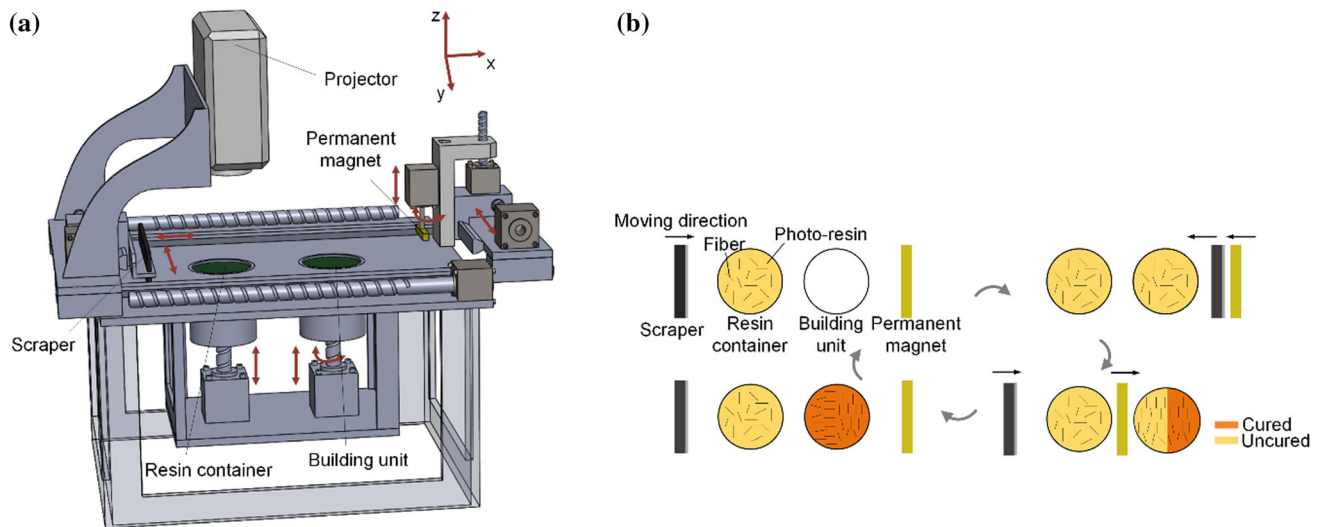 (a)
z
x
y
Projector
Permanent
magnet
Scraper
Resin container
Building unit
(b)
Moving direction
Fiber
Photo-resin
Scraper
Resin
container
Building
unit
Permanent
magnet
Cured
Uncured